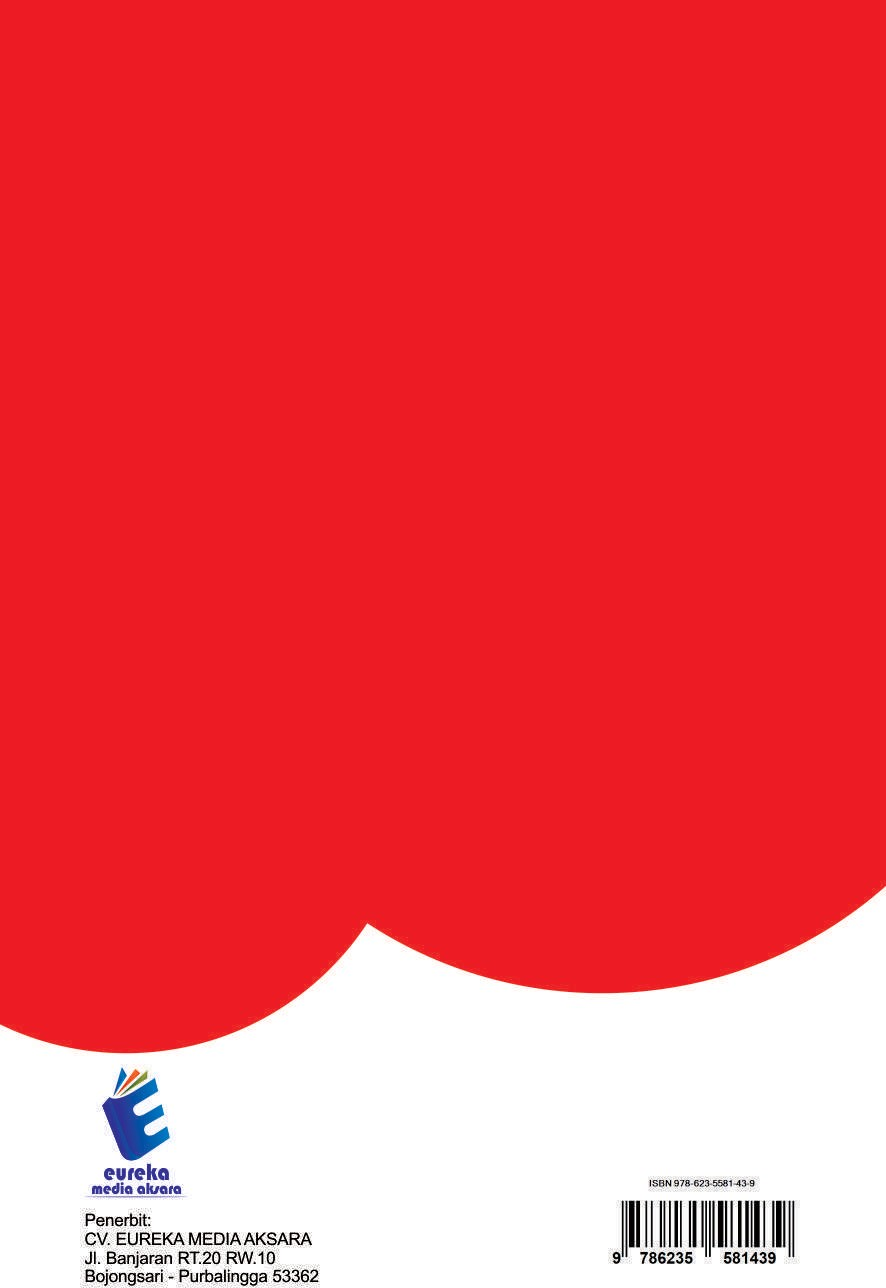 eureka
media aksara
Penerbit:
CV. EUREKA MEDIA AKSARA
Jl. Banjaran RT.20 RW.10
Bojongsari - Purbalingga 53362
ISBN 978-623-5581-43-9
9 786235 581439